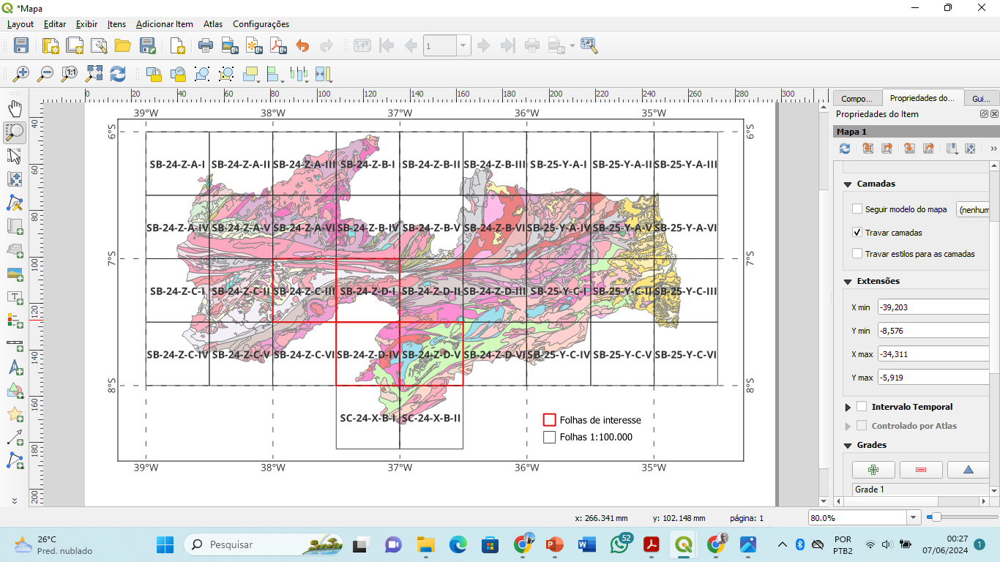 *Mapa
Layout Editar Exibir Itens Adicionar Item Atlas Configurações
1
0 20 40 60 80 100 120 140 160 180 200 220 240 260 280 300
40
60
80
100
120
140
160
180
200
39°W 38°W 37°W 36°W 35°W
6°S 6°S
SB-24-Z-A-I SB-24-Z-A-II SB-24-Z-A-III SB-24-Z-B-I SB-24-Z-B-II SB-24-Z-B-III SB-25-Y-A-I SB-25-Y-A-II SB-25-Y-A-III
SB-24-Z-A-IV SB-24-Z-A-V SB-24-Z-A-VI SB-24-Z-B-IV SB-24-Z-B-V SB-24-Z-B-VI SB-25-Y-A-IV SB-25-Y-A-V SB-25-Y-A-VI
7°S 7°S
SB-24-Z-C-I SB-24-Z-C-II SB-24-Z-C-III SB-24-Z-D-I SB-24-Z-D-II SB-24-Z-D-III SB-25-Y-C-I SB-25-Y-C-II SB-25-Y-C-III
SB-24-Z-C-IV SB-24-Z-C-V SB-24-Z-C-VI SB-24-Z-D-IV SB-24-Z-D-V SB-24-Z-D-VI SB-25-Y-C-IV SB-25-Y-C-V SB-25-Y-C-VI
8°S 8°S
SC-24-X-B-I SC-24-X-B-II
Folhas de interesse
Folhas 1:100.000
39°W 38°W 37°W 36°W 35°W
Compo... Propriedades do... Gui...
Propriedades do Item
Mapa 1
»
Camadas
Seguir modelo do mapa (nenhum
Travar camadas
Travar estilos para as camadas
Extensões
X min -39,203
Y min -8,576
X max -34,311
Y max -5,919
Intervalo Temporal
Controlado por Atlas
Grades
Grade 1
x: 266.341 mm y: 102.148 mm página: 1 80.0%
26°C
Pred. nublado
Pesquisar
52
POR
PTB2
00:27
07/06/2024
1